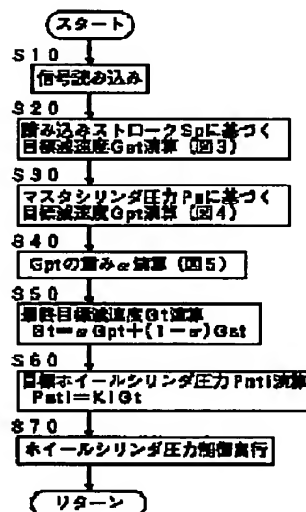 スタート
S10
信号読み込み
S20
踏み込みストロークSpに基づく
目標減速度Gst演算 (図3)
S30
マスタシリンダ圧力Pmに基づく
目標減速度Gpt演算 (図4)
S40
Gptの重みα演算 (図5)
S50
最終目標減速度Gt演算
Gt=αGpt+(1-α)Gst
S60
目標ホイールシリンダ圧力Pwti演算
Pwti=KiGt
S70
ホイールシリンダ圧力制御実行
リターン